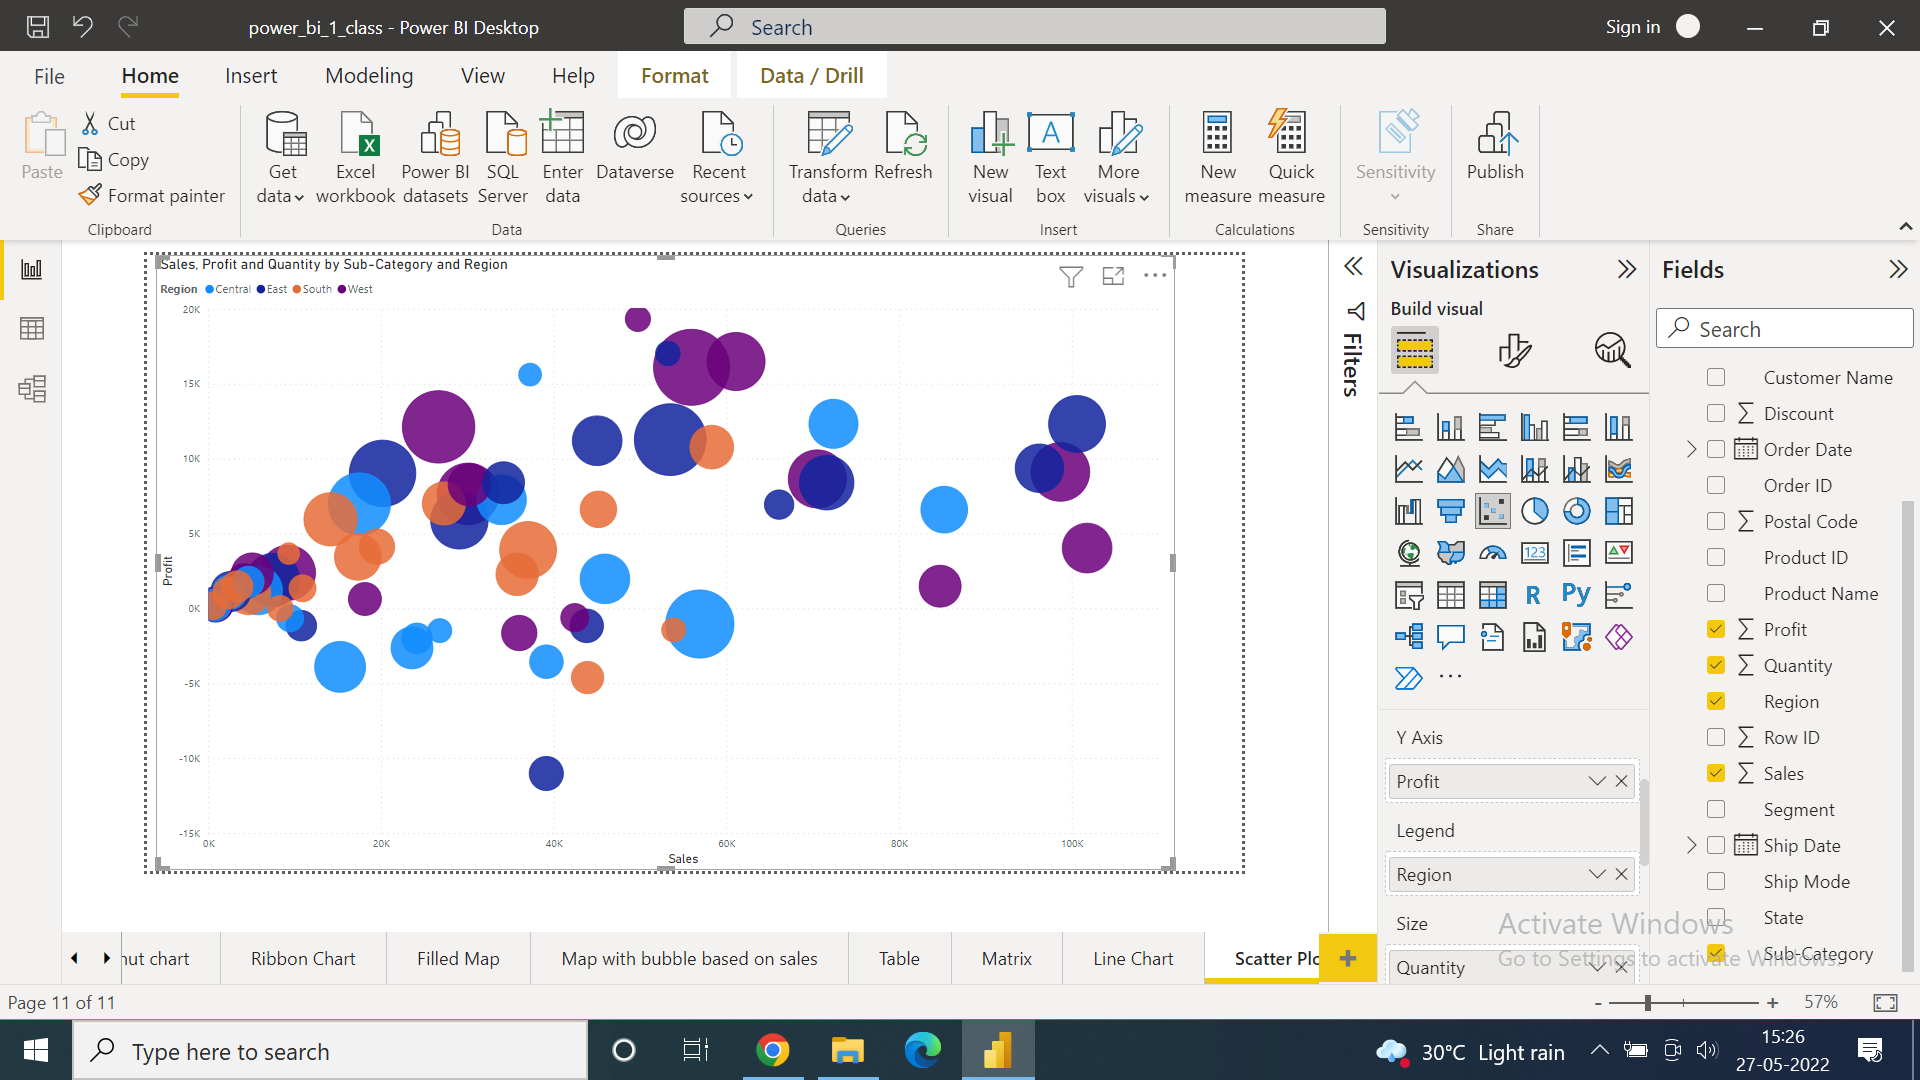 power_bi_1_class - Power BI Desktop
Search
Sign in
File Home Insert Modeling View Help Format Data / Drill
Paste
Cut
Copy
Format painter
Clipboard
Get data
Excel workbook
Power BI datasets
SQL Server
Enter data
Dataverse
Recent sources
Data
Transform data
Refresh
Queries
New visual
A
Text box
More visuals
Insert
New measure
Quick measure
Calculations
Sensitivity
Sensitivity
Publish
Share
Sales, Profit and Quantity by Sub-Category and Region
Region Central East South West
20K
15K
10K
5K
0K
-5K
-10K
-15K
Profit
0K 20K 40K 60K 80K 100K
Sales
Filters
Visualizations
Build visual
123
R Py
Y Axis
Profit
Legend
Region
Size
Quantity
Fields
Search
Customer Name
Discount
Order Date
Order ID
Postal Code
Product ID
Product Name
Profit
Quantity
Region
Row ID
Sales
Segment
Ship Date
Ship Mode
State
Sub-Category
Activate Windows
Go to Settings to activate Windows.
nut chart Ribbon Chart Filled Map Map with bubble based on sales Table Matrix Line Chart Scatter Plo
Page 11 of 11
- + 57%
Type here to search
30°C Light rain
15:26
27-05-2022